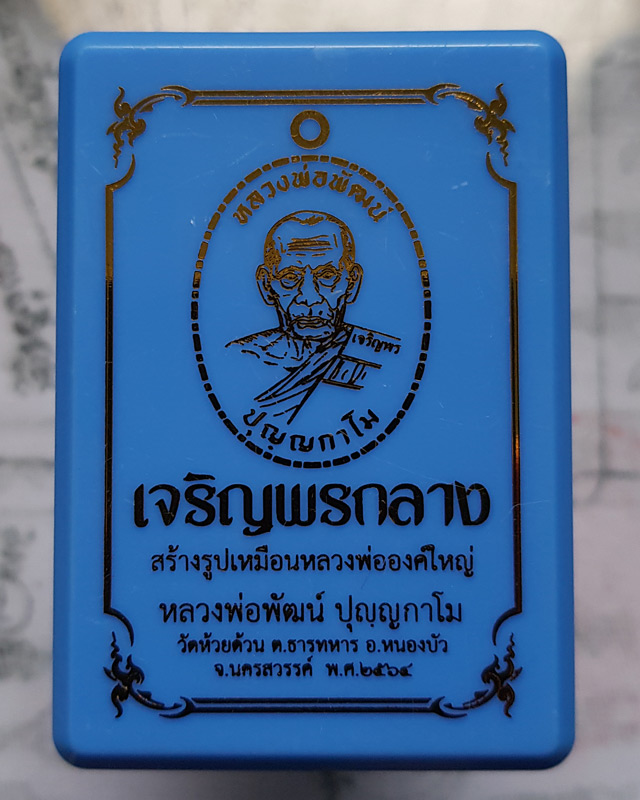 หลวงพ่อพัฒน์
เจริญพร
ปุญฺญกาโม
เจริญพรกลาง
สร้างรูปเหมือนหลวงพ่อองค์ใหญ่
หลวงพ่อพัฒน์ ปุญฺญกาโม
วัดห้วยด้วน ต.ธารทหาร อ.หนองบัว
จ.นครสวรรค์ พ.ศ.๒๕๖๔